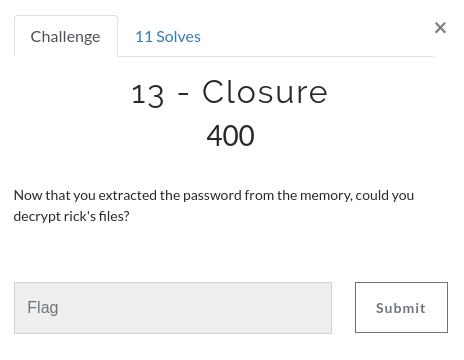 Challenge
11 Solves
×
13 - Closure
400
Now that you extracted the password from the memory, could you
decrypt rick's files?
Flag
Submit